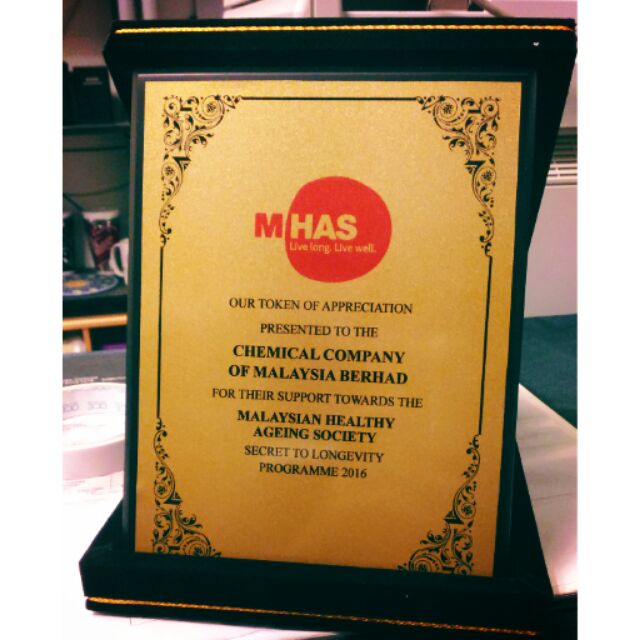 MHAS
Live long. Live well.
OUR TOKEN OF APPRECIATION
PRESENTED TO THE
CHEMICAL COMPANY
OF MALAYSIA BERHAD
FOR THEIR SUPPORT TOWARDS THE
MALAYSIAN HEALTHY
AGEING SOCIETY
SECRET TO LONGEVITY
PROGRAMME 2016